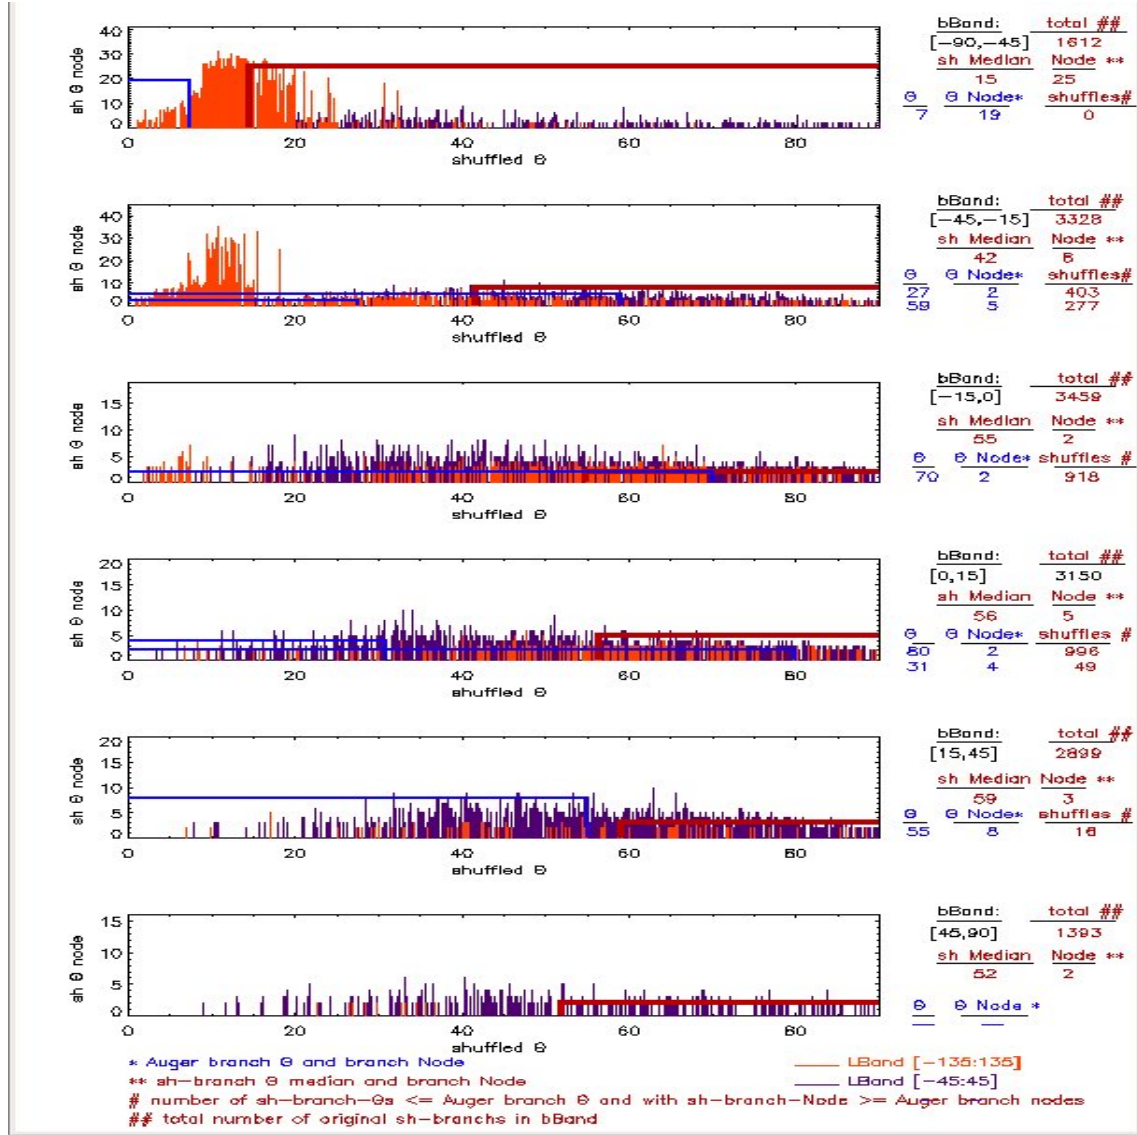 bBand: total ##
[-90,-45] 1612
sh Median Node **
15 25
Θ Θ Node* shuffles#
7 19 0
sh Θ node
40
30
20
10
0
0 20 40 60 80
shuffled Θ
bBand: total ##
[-45,-15] 3328
sh Median Node **
42 8
Θ Θ Node* shuffles#
27 2 403
59 5 277
sh Θ node
40
30
20
10
0
0 20 40 60 80
shuffled Θ
bBand: total ##
[-15,0] 3459
sh Median Node **
55 2
Θ Θ Node* shuffles #
70 2 918
sh Θ node
15
10
5
0
0 20 40 60 80
shuffled Θ
bBand: total ##
[0,15] 3150
sh Median Node **
56 5
Θ Θ Node* shuffles #
80 2 996
31 4 49
sh Θ node
20
15
10
5
0
0 20 40 60 80
shuffled Θ
bBand: total ##
[15,45] 2899
sh Median Node **
59 3
Θ Θ Node* shuffles #
55 8 16
sh Θ node
20
15
10
5
0
0 20 40 60 80
shuffled Θ
bBand: total ##
[45,90] 1393
sh Median Node **
52 2
Θ Θ Node *
— —
sh Θ node
15
10
5
0
0 20 40 60 80
shuffled Θ
* Auger branch Θ and branch Node
LBand [-135:135]
** sh-branch Θ median and branch Node
LBand [-45:45]
# number of sh-branch-Θs <= Auger branch Θ and with sh-branch-Node >= Auger branch nodes
## total number of original sh-branchs in bBand